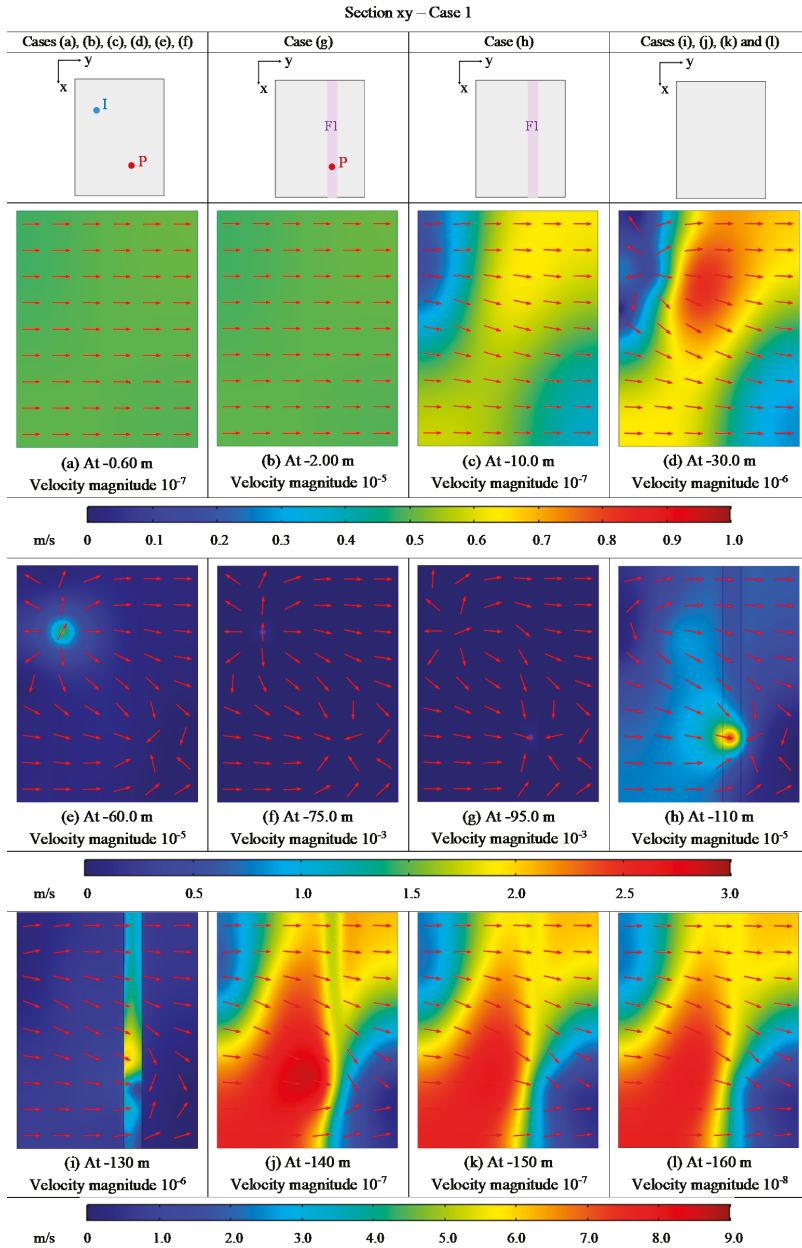 Section xy – Case 1
Cases (a), (b), (c), (d), (e), (f)
Case (g)
Case (h)
Cases (i), (j), (k) and (l)
y
x
I
P
y
x
F1
P
y
x
F1
y
x
(a) At -0.60 m
Velocity magnitude 10⁻⁷
(b) At -2.00 m
Velocity magnitude 10⁻⁵
(c) At -10.0 m
Velocity magnitude 10⁻⁷
(d) At -30.0 m
Velocity magnitude 10⁻⁶
m/s 0 0.1 0.2 0.3 0.4 0.5 0.6 0.7 0.8 0.9 1.0
(e) At -60.0 m
Velocity magnitude 10⁻⁵
(f) At -75.0 m
Velocity magnitude 10⁻³
(g) At -95.0 m
Velocity magnitude 10⁻³
(h) At -110 m
Velocity magnitude 10⁻⁵
m/s 0 0.5 1.0 1.5 2.0 2.5 3.0
(i) At -130 m
Velocity magnitude 10⁻⁶
(j) At -140 m
Velocity magnitude 10⁻⁷
(k) At -150 m
Velocity magnitude 10⁻⁷
(l) At -160 m
Velocity magnitude 10⁻⁸
m/s 0 1.0 2.0 3.0 4.0 5.0 6.0 7.0 8.0 9.0